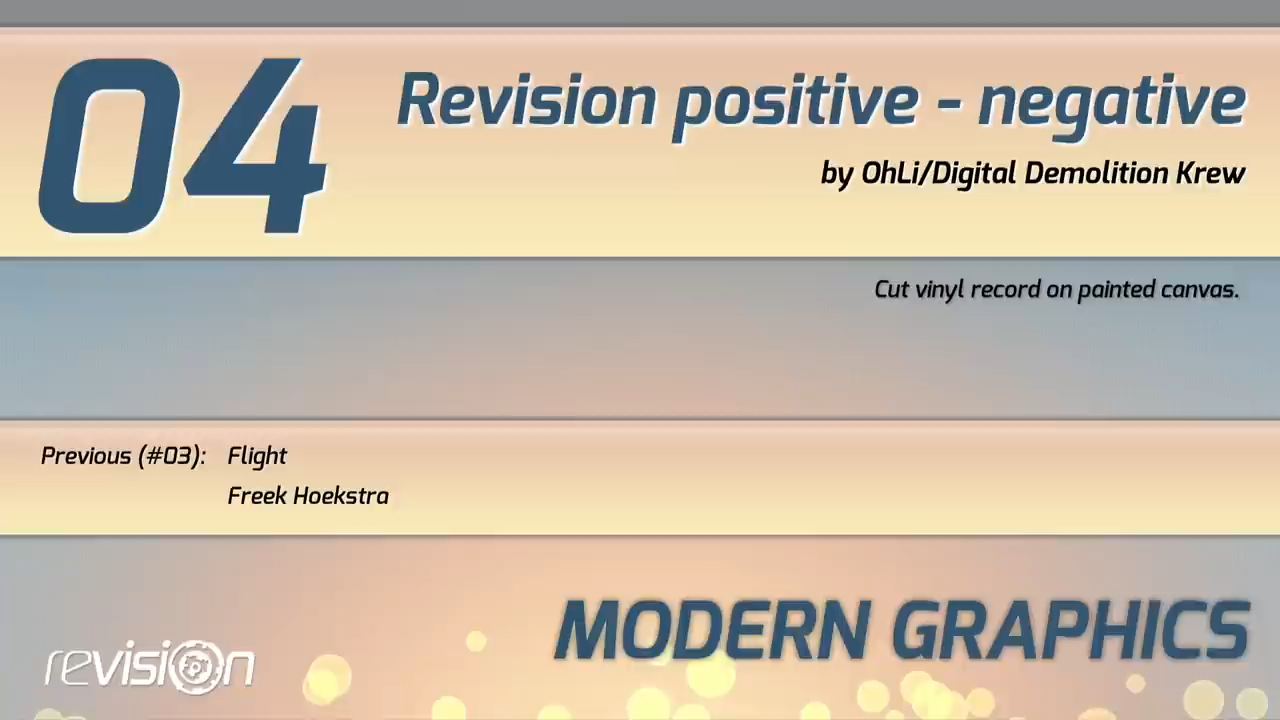 04
Revision positive - negative
by OhLi/Digital Demolition Krew
Cut vinyl record on painted canvas.
Previous (#03): Flight
Freek Hoekstra
MODERN GRAPHICS
revision